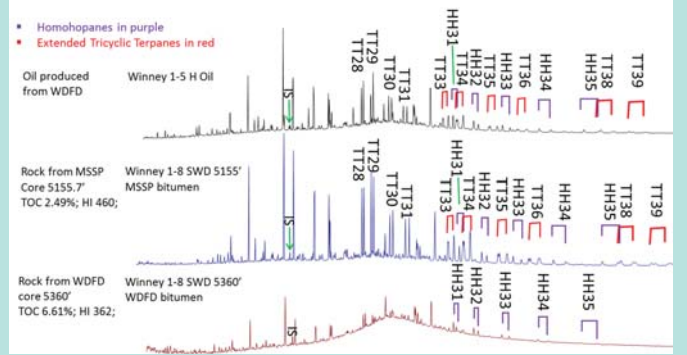 Homohopanes in purple
Extended Tricyclic Terpanes in red
Oil produced
from WDFD
Winney 1-5 H Oil
IS
TT28
TT29
TT30
TT31
TT33
HH31
TT34
HH32
TT35
HH33
TT36
HH34
HH35
TT38
TT39
Rock from MSSP
Core 5155.7'
TOC 2.49%; HI 460;
Winney 1-8 SWD 5155'
MSSP bitumen
IS
TT28
TT29
TT30
TT31
TT33
HH31
TT34
HH32
TT35
HH33
TT36
HH34
HH35
TT38
TT39
Rock from WDFD
core 5360'
TOC 6.61%; HI 362;
Winney 1-8 SWD 5360'
WDFD bitumen
IS
HH31
HH32
HH33
HH34
HH35